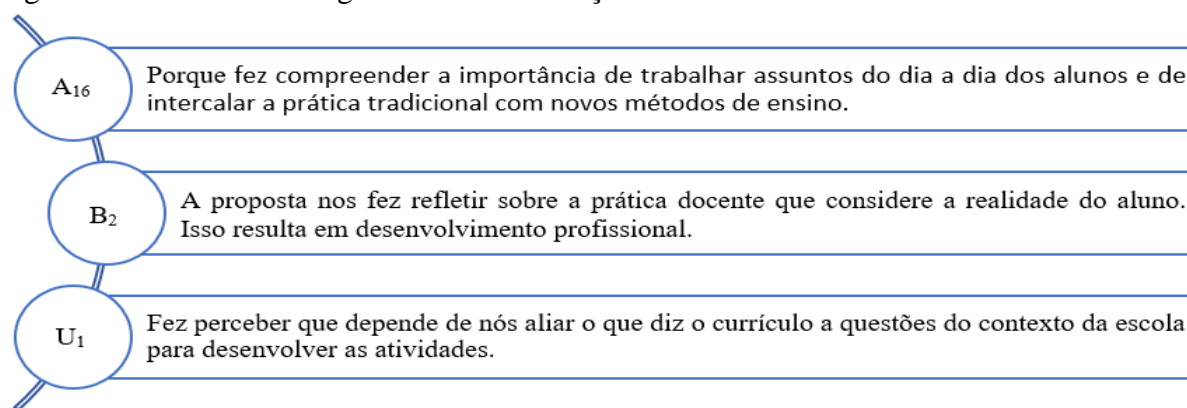 A16
Porque fez compreender a importância de trabalhar assuntos do dia a dia dos alunos e de
intercalar a prática tradicional com novos métodos de ensino.
B2
A proposta nos fez refletir sobre a prática docente que considere a realidade do aluno.
Isso resulta em desenvolvimento profissional.
U1
Fez perceber que depende de nós aliar o que diz o currículo a questões do contexto da escola
para desenvolver as atividades.